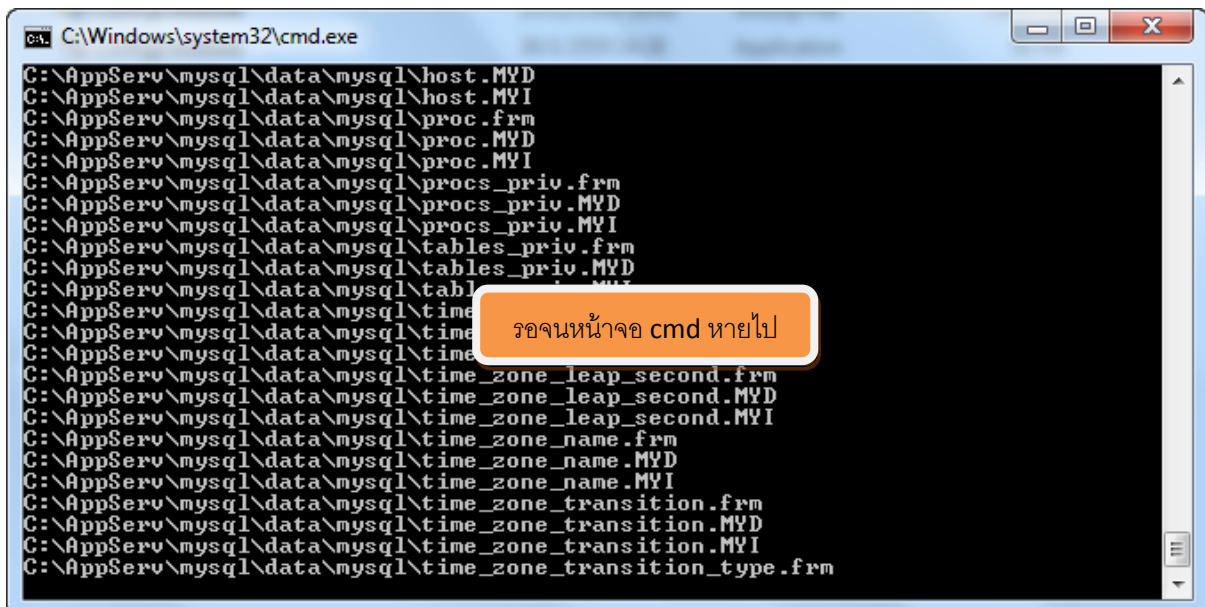 C:\Windows\system32\cmd.exe
C:\AppServ\mysql\data\mysql\host.MYD
C:\AppServ\mysql\data\mysql\host.MYI
C:\AppServ\mysql\data\mysql\proc.frm
C:\AppServ\mysql\data\mysql\proc.MYD
C:\AppServ\mysql\data\mysql\proc.MYI
C:\AppServ\mysql\data\mysql\procs_priv.frm
C:\AppServ\mysql\data\mysql\procs_priv.MYD
C:\AppServ\mysql\data\mysql\procs_priv.MYI
C:\AppServ\mysql\data\mysql\tables_priv.frm
C:\AppServ\mysql\data\mysql\tables_priv.MYD
C:\AppServ\mysql\data\mysql\tabl
C:\AppServ\mysql\data\mysql\time
C:\AppServ\mysql\data\mysql\time
รอจนหน้าจอ cmd หายไป
C:\AppServ\mysql\data\mysql\time
C:\AppServ\mysql\data\mysql\time_zone_leap_second.frm
C:\AppServ\mysql\data\mysql\time_zone_leap_second.MYD
C:\AppServ\mysql\data\mysql\time_zone_leap_second.MYI
C:\AppServ\mysql\data\mysql\time_zone_name.frm
C:\AppServ\mysql\data\mysql\time_zone_name.MYD
C:\AppServ\mysql\data\mysql\time_zone_name.MYI
C:\AppServ\mysql\data\mysql\time_zone_transition.frm
C:\AppServ\mysql\data\mysql\time_zone_transition.MYD
C:\AppServ\mysql\data\mysql\time_zone_transition.MYI
C:\AppServ\mysql\data\mysql\time_zone_transition_type.frm